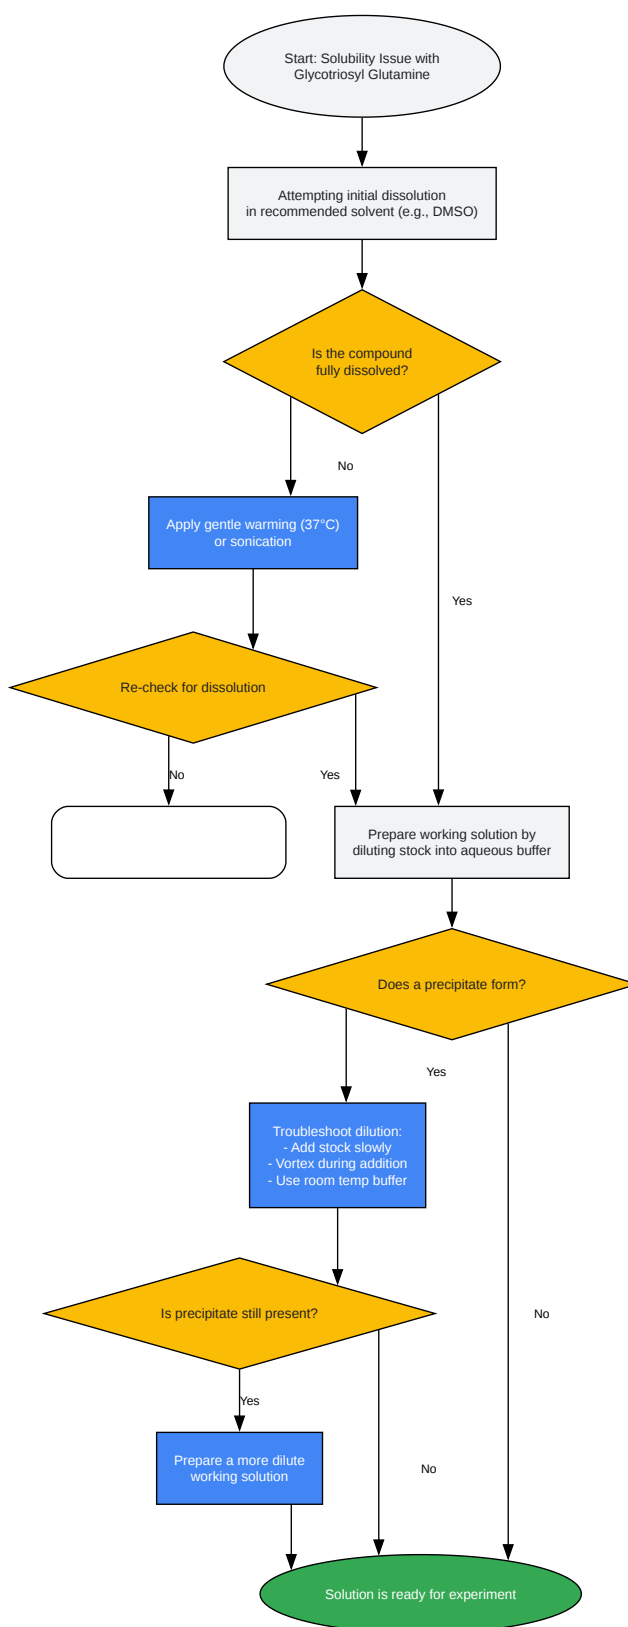 Start: Solubility Issue with
Glycotriosyl Glutamine
Attempting initial dissolution
in recommended solvent (e.g., DMSO)
Is the compound
fully dissolved?
No
Apply gentle warming (37°C)
or sonication
Yes
Re-check for dissolution
No
Yes
Prepare working solution by
diluting stock into aqueous buffer
Does a precipitate form?
Yes
Troubleshoot dilution:
- Add stock slowly
- Vortex during addition
- Use room temp buffer
Is precipitate still present?
No
Yes
Prepare a more dilute
working solution
No
Solution is ready for experiment